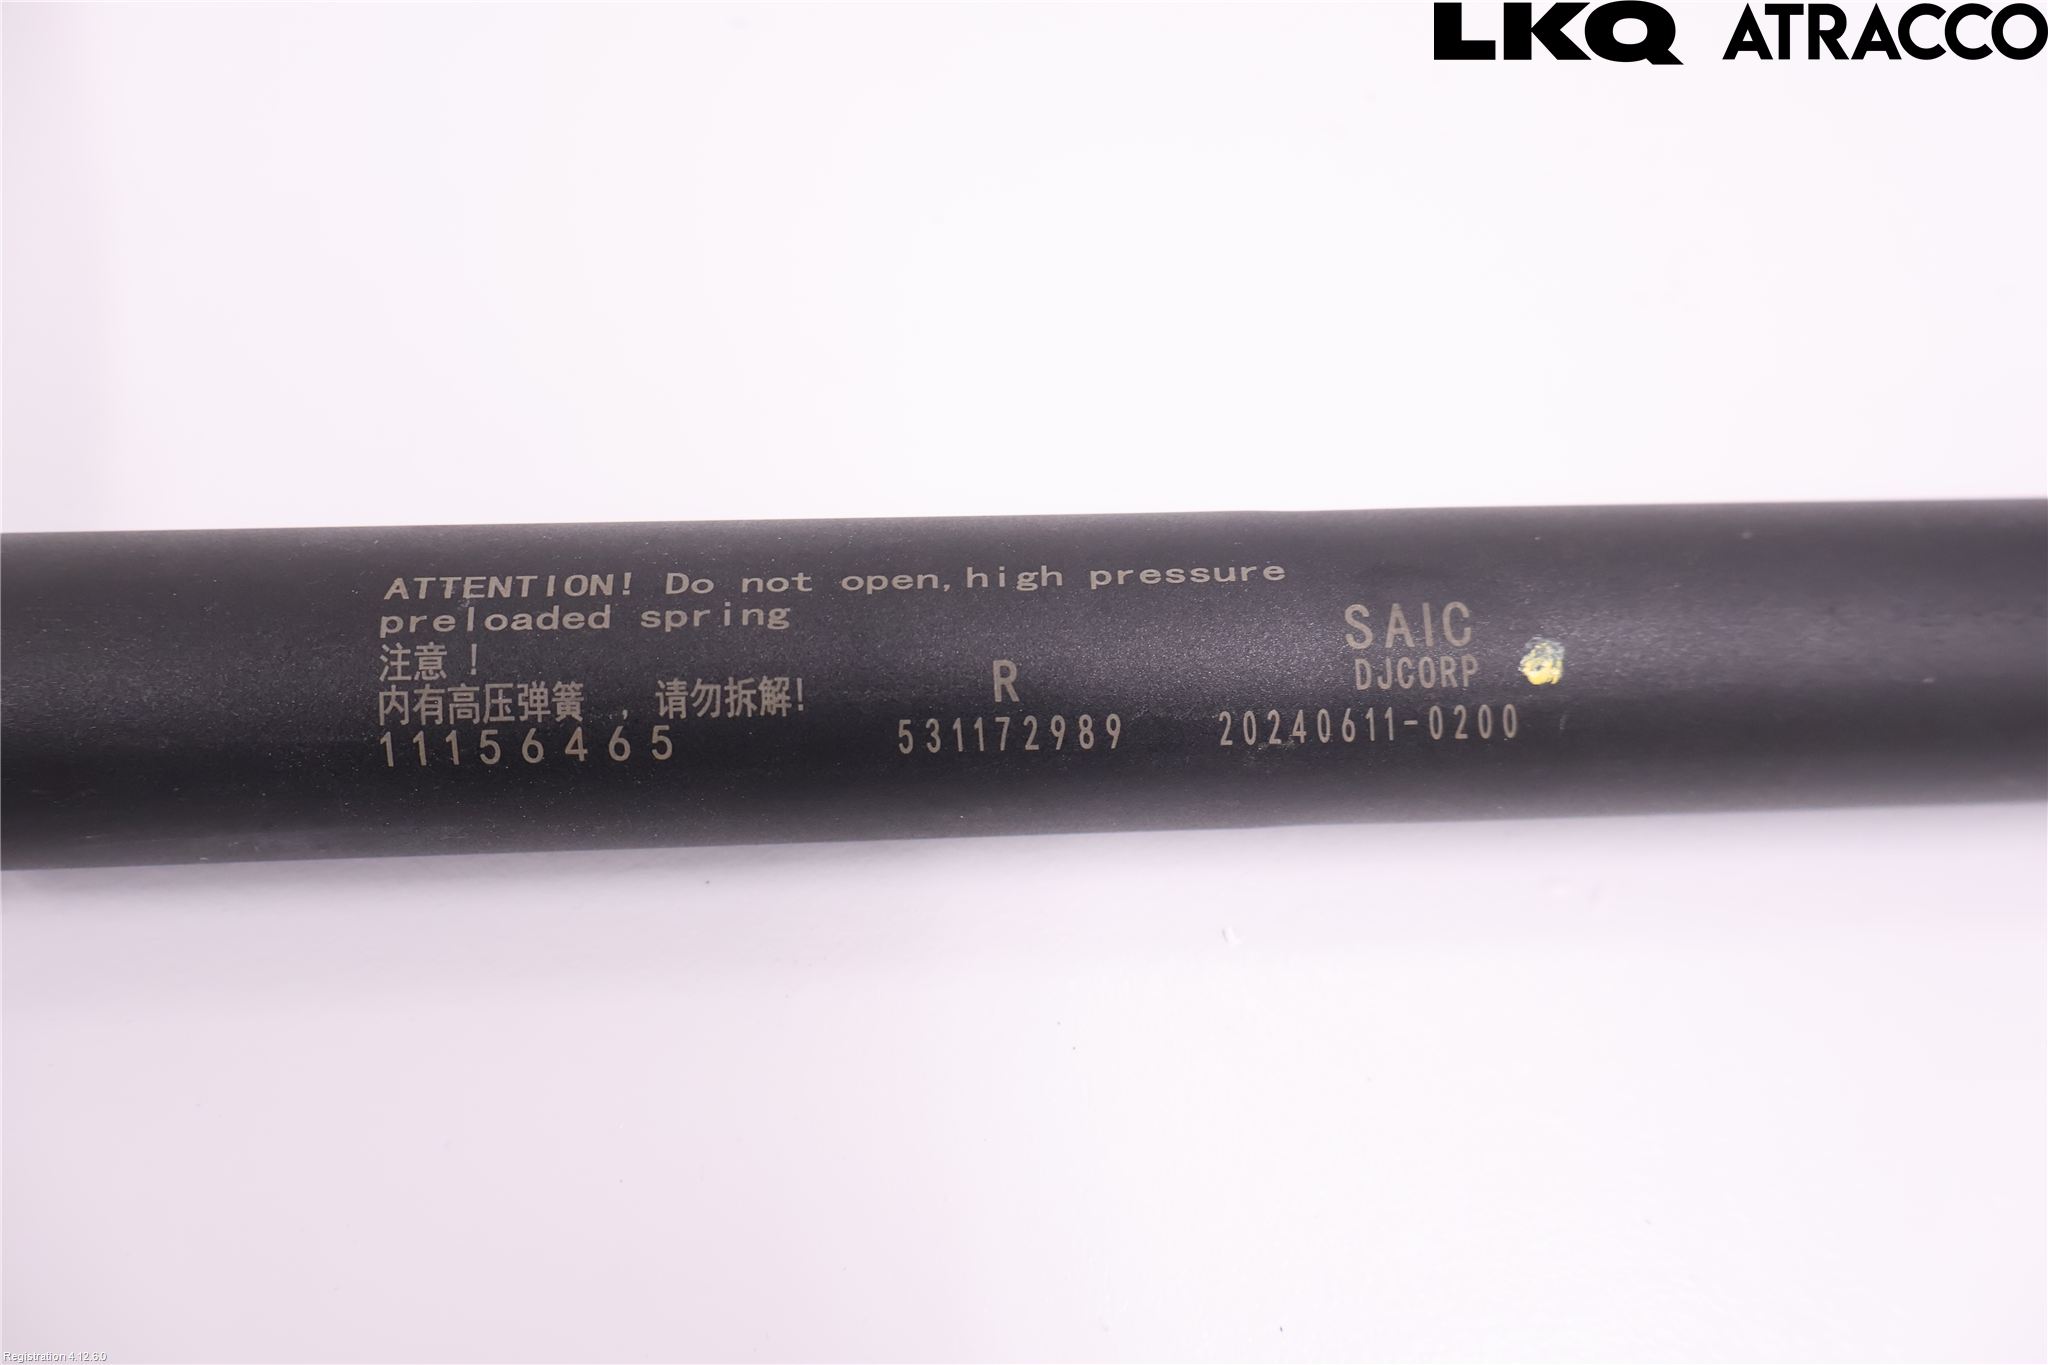 LKQ ATRACCO
ATTENTION! Do not open,high pressure
preloaded spring
注意！
内有高压弹簧 ，请勿拆解!
11156465
R
531172989
SAIC
DJCORP
20240611-0200
Registration 4.12.6.0